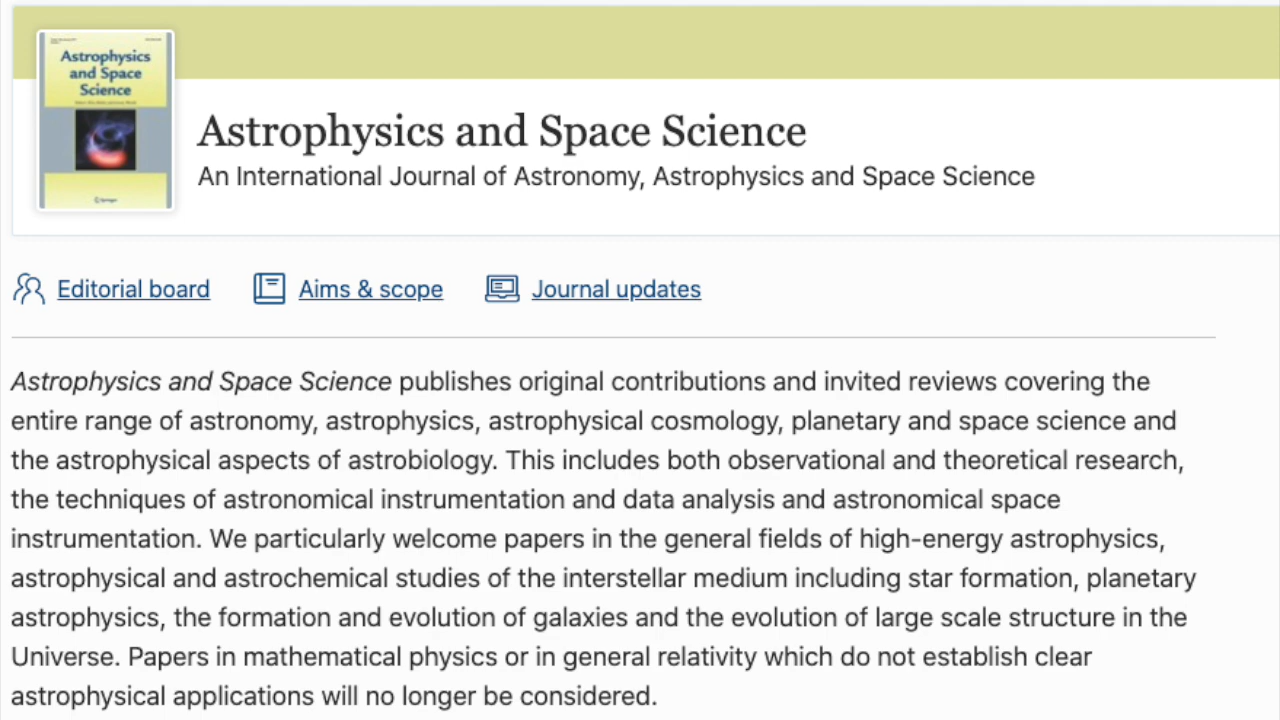 Astrophysics
and Space
Science
Springer
Astrophysics and Space Science
An International Journal of Astronomy, Astrophysics and Space Science
Editorial board
Aims & scope
Journal updates
Astrophysics and Space Science publishes original contributions and invited reviews covering the
entire range of astronomy, astrophysics, astrophysical cosmology, planetary and space science and
the astrophysical aspects of astrobiology. This includes both observational and theoretical research,
the techniques of astronomical instrumentation and data analysis and astronomical space
instrumentation. We particularly welcome papers in the general fields of high-energy astrophysics,
astrophysical and astrochemical studies of the interstellar medium including star formation, planetary
astrophysics, the formation and evolution of galaxies and the evolution of large scale structure in the
Universe. Papers in mathematical physics or in general relativity which do not establish clear
astrophysical applications will no longer be considered.